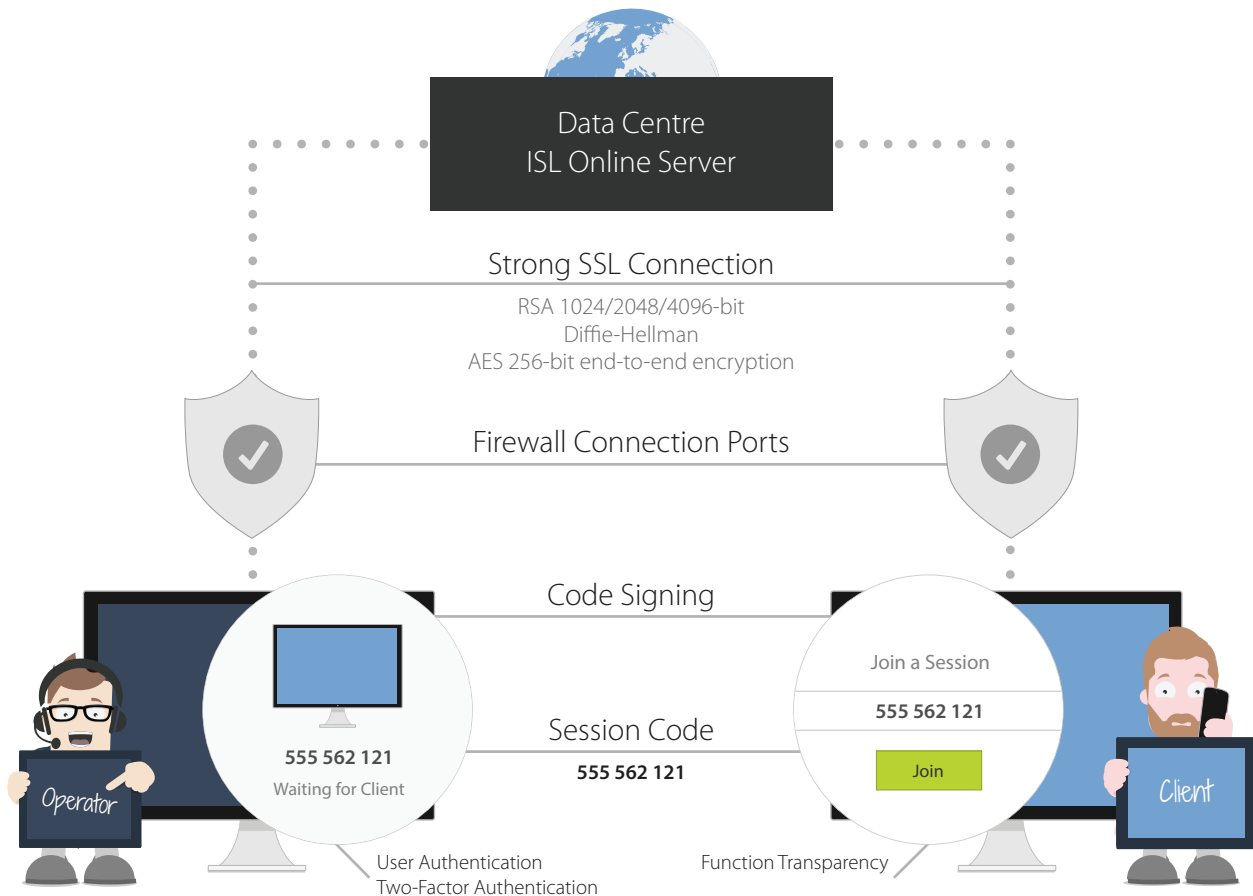 Data Centre
ISL Online Server
Strong SSL Connection
RSA 1024/2048/4096-bit
Diffie-Hellman
AES 256-bit end-to-end encryption
Firewall Connection Ports
Code Signing
Join a Session
555 562 121
Join
555 562 121
Waiting for Client
Session Code
555 562 121
Operator
Client
User Authentication
Two-Factor Authentication
Function Transparency